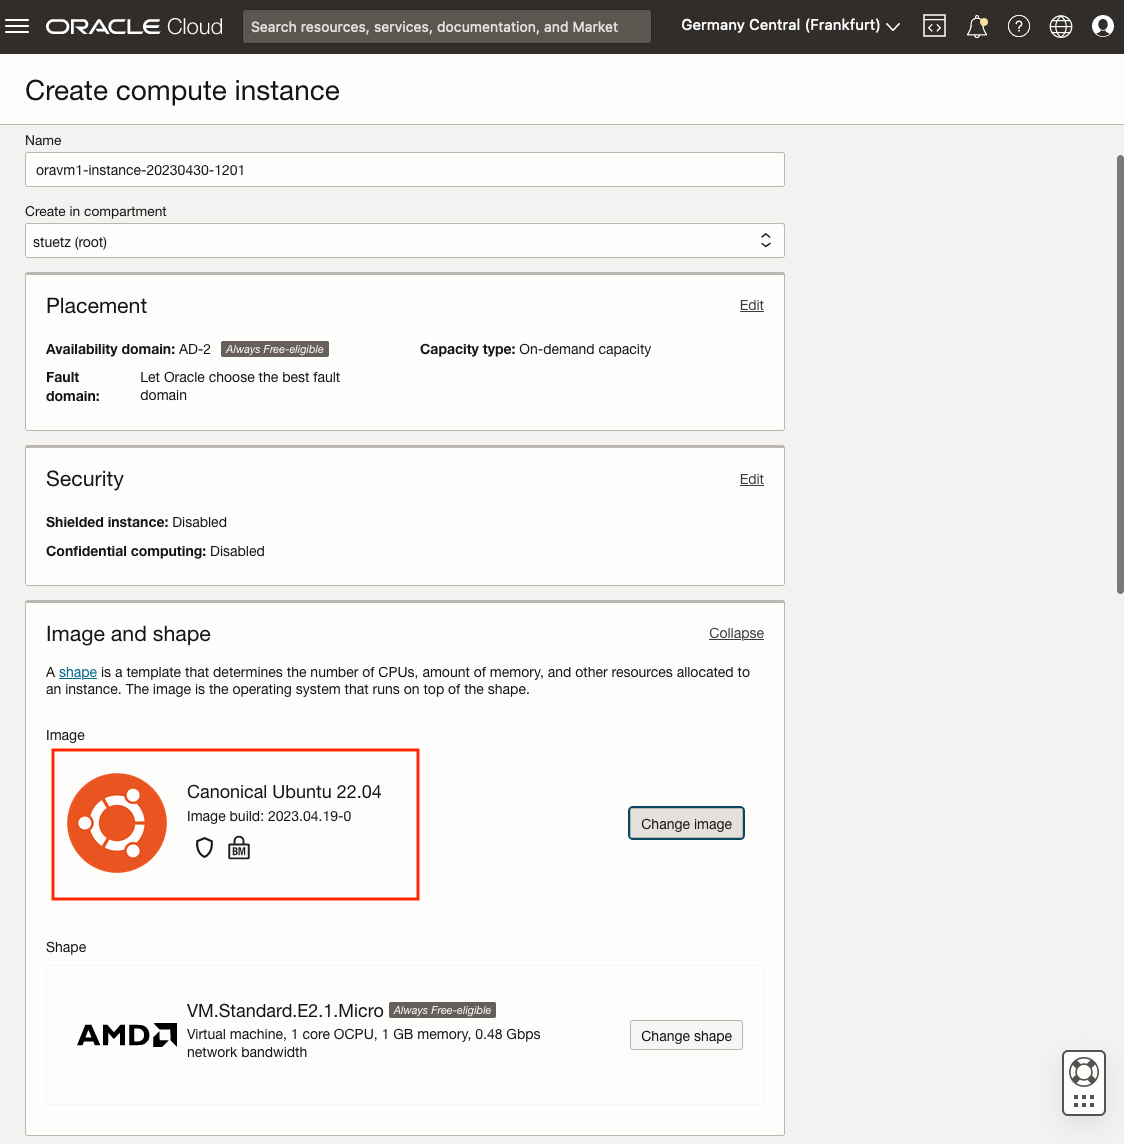 ORACLE Cloud
Search resources, services, documentation, and Market
Germany Central (Frankfurt)
Create compute instance
Name
oravm1-instance-20230430-1201
Create in compartment
stuetz (root)
Placement
Edit
Availability domain: AD-2 Always Free-eligible
Capacity type: On-demand capacity
Fault domain: Let Oracle choose the best fault
domain
Security
Edit
Shielded instance: Disabled
Confidential computing: Disabled
Image and shape
Collapse
A shape is a template that determines the number of CPUs, amount of memory, and other resources allocated to
an instance. The image is the operating system that runs on top of the shape.
Image
Canonical Ubuntu 22.04
Image build: 2023.04.19-0
BM
Change image
Shape
AMD
VM.Standard.E2.1.Micro Always Free-eligible
Virtual machine, 1 core OCPU, 1 GB memory, 0.48 Gbps
network bandwidth
Change shape